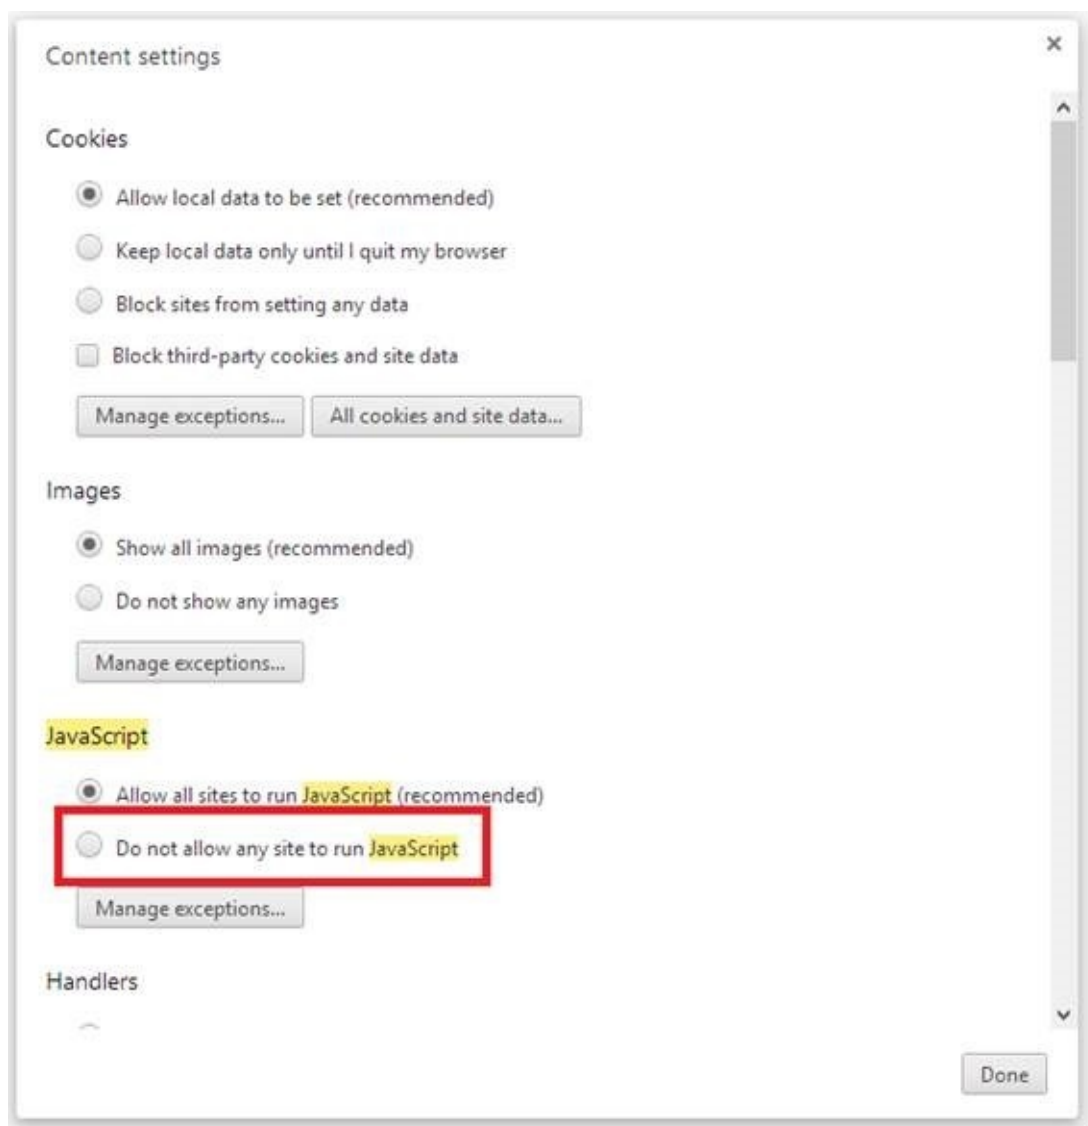 Content settings
Cookies
Allow local data to be set (recommended)
Keep local data only until I quit my browser
Block sites from setting any data
Block third-party cookies and site data
Manage exceptions... All cookies and site data...
Images
Show all images (recommended)
Do not show any images
Manage exceptions...
JavaScript
Allow all sites to run JavaScript (recommended)
Do not allow any site to run JavaScript
Manage exceptions...
Handlers
Done